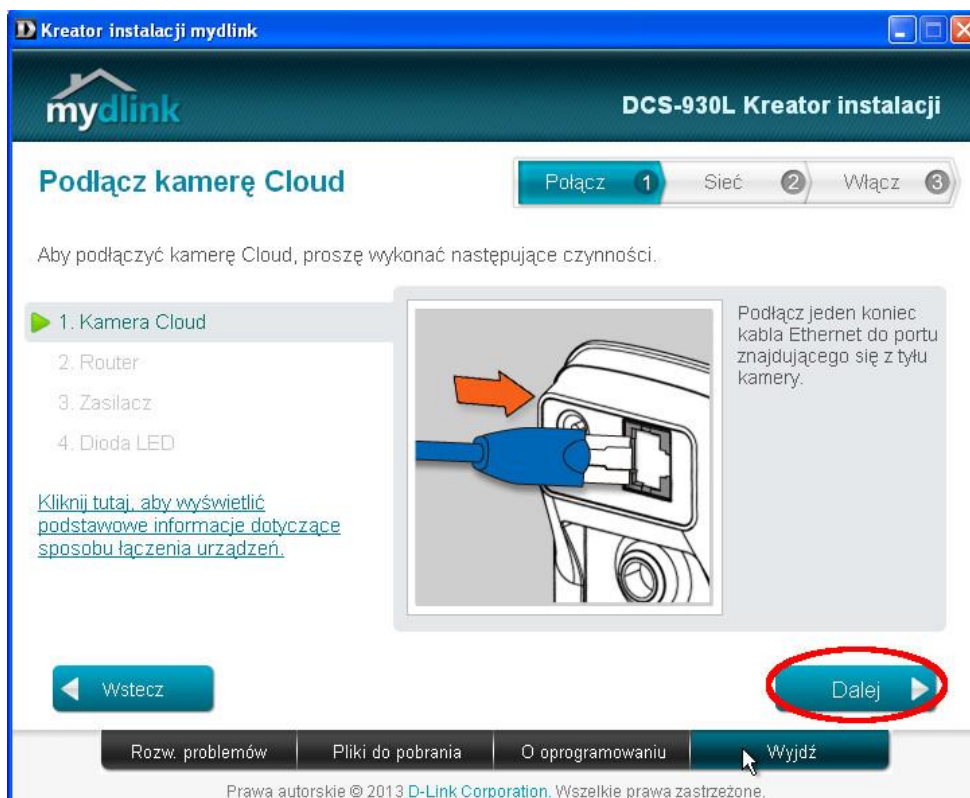 Kreator instalacji mydlink
mydlink
DCS-930L Kreator instalacji
Podłącz kamerę Cloud
Połącz 1
Sieć 2
Włącz 3
Aby podłączyć kamerę Cloud, proszę wykonać następujące czynności.
1. Kamera Cloud
2. Router
3. Zasilacz
4. Dioda LED
Kliknij tutaj, aby wyświetlić
podstawowe informacje dotyczące
sposobu łączenia urządzeń.
Podłącz jeden koniec
kabla Ethernet do portu
znajdującego się z tyłu
kamery.
Wstecz
Dalej
Rozw. problemów
Pliki do pobrania
O oprogramowaniu
Wyjdź
Prawa autorskie © 2013 D-Link Corporation. Wszelkie prawa zastrzeżone.